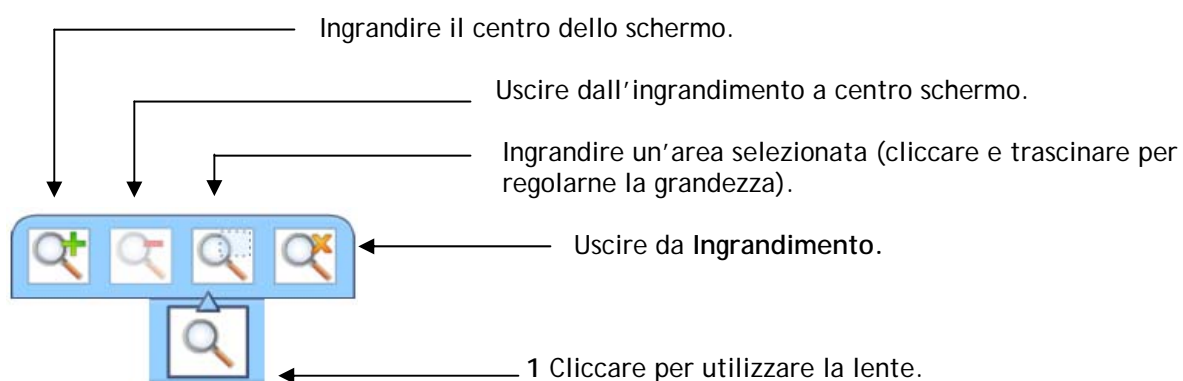 Ingrandire il centro dello schermo.
Uscire dall’ingrandimento a centro schermo.
Ingrandire un’area selezionata (cliccare e trascinare per
regolarne la grandezza).
Uscire da Ingrandimento.
1 Cliccare per utilizzare la lente.